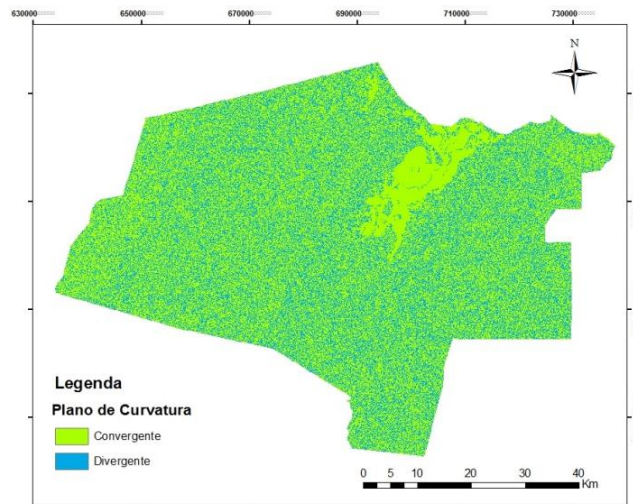 630000 650000 670000 690000 710000 730000
N
Legenda
Plano de Curvatura
Convergente
Divergente
0 5 10 20 30 40
Km